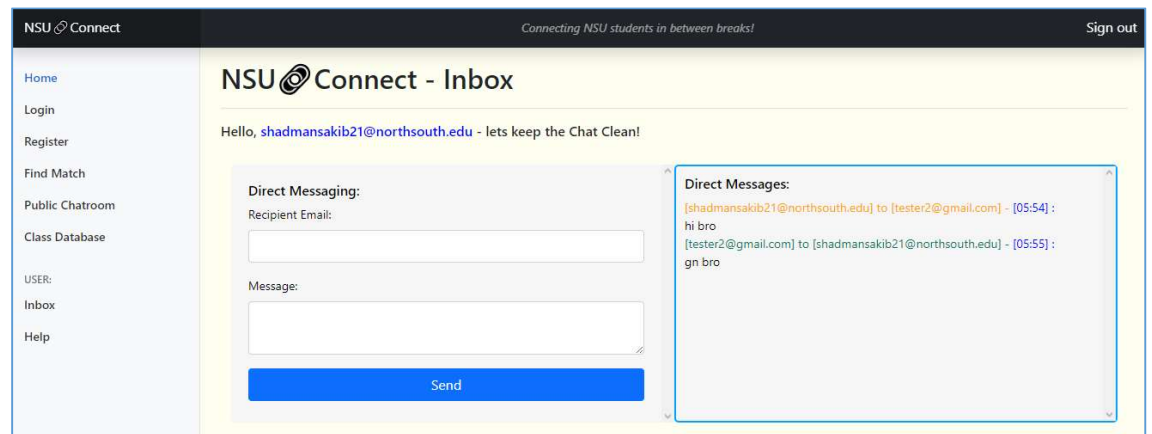 NSU Connect
Connecting NSU students in between breaks!
Sign out
Home
Login
Register
Find Match
Public Chatroom
Class Database
USER:
Inbox
Help
NSU Connect - Inbox
Hello, shadmansakib21@northsouth.edu - lets keep the Chat Clean!
Direct Messaging:
Recipient Email:
Message:
Send
Direct Messages:
[shadmansakib21@northsouth.edu] to [tester2@gmail.com] - [05:54] :
hi bro
[tester2@gmail.com] to [shadmansakib21@northsouth.edu] - [05:55] :
gn bro